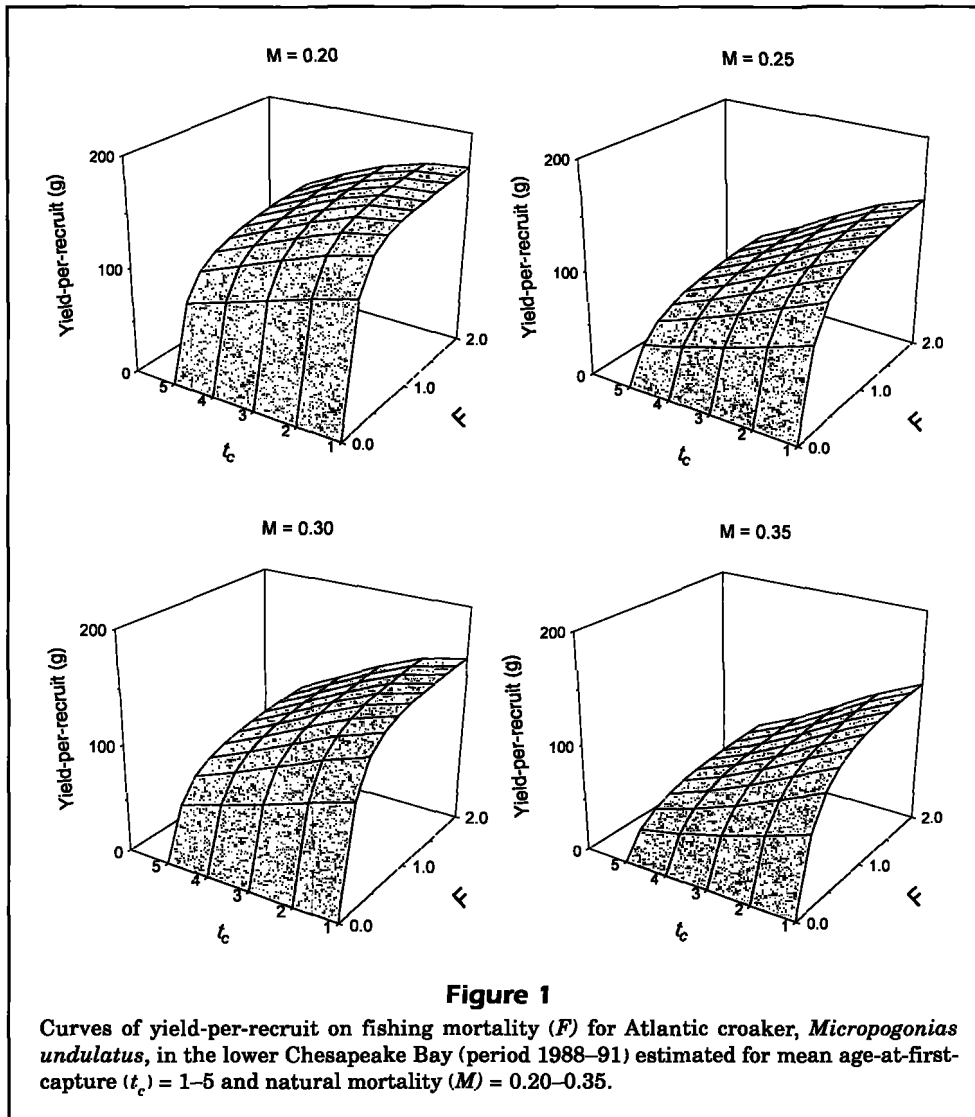 M = 0.20
Yield-per-recruit (g)
200
100
0
5
4
3
2
1
t_c
0.0
1.0
2.0
F
M = 0.25
Yield-per-recruit (g)
200
100
0
5
4
3
2
1
t_c
0.0
1.0
2.0
F
M = 0.30
Yield-per-recruit (g)
200
100
0
5
4
3
2
1
t_c
0.0
1.0
2.0
F
M = 0.35
Yield-per-recruit (g)
200
100
0
5
4
3
2
1
t_c
0.0
1.0
2.0
F
Figure 1
Curves of yield-per-recruit on fishing mortality (F) for Atlantic croaker, Micropogonias
undulatus, in the lower Chesapeake Bay (period 1988–91) estimated for mean age-at-first-
capture (t_c) = 1–5 and natural mortality (M) = 0.20–0.35.